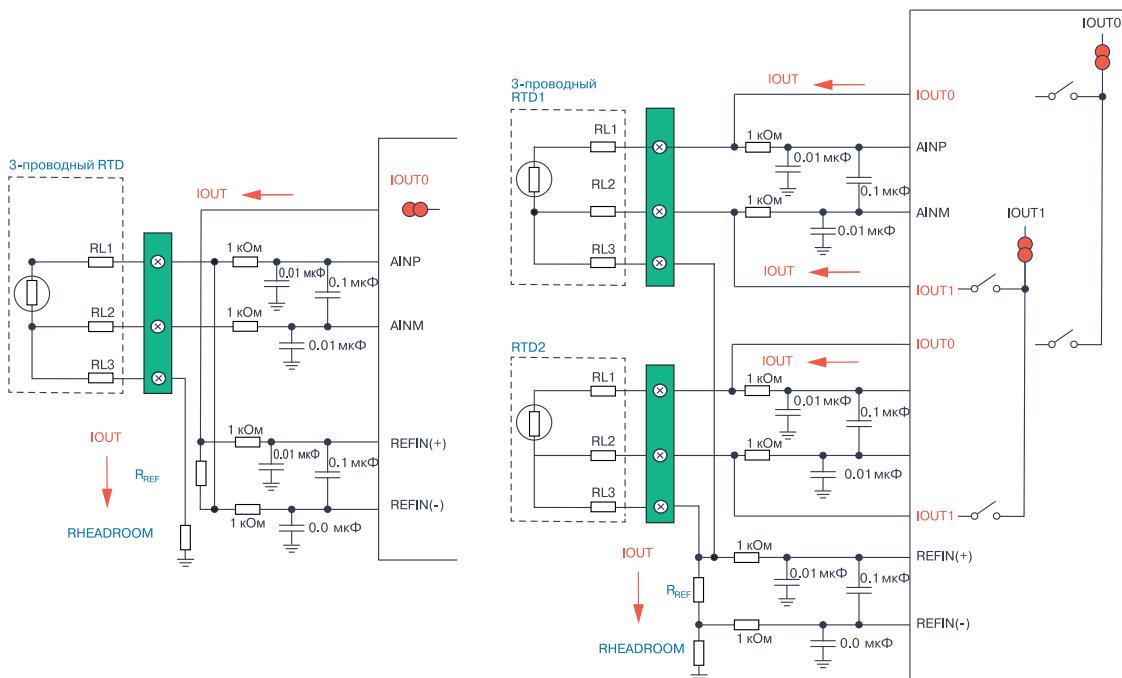 3-проводный RTD
IOUT
IOUT0
RL1
1 кОм
AINP
0.01 мкФ
0.1 мкФ
RL2
1 кОм
AINM
0.01 мкФ
RL3
IOUT
1 кОм
REFIN(+)
0.01 мкФ
0.1 мкФ
RREF
REFIN(-)
1 кОм
0.0 мкФ
RHEADROOM
IOUT0
3-проводный
RTD1
IOUT
IOUT0
RL1
1 кОм
AINP
0.01 мкФ
0.1 мкФ
RL2
1 кОм
AINM
0.01 мкФ
IOUT1
RL3
IOUT
IOUT1
RTD2
IOUT0
IOUT
RL1
1 кОм
0.01 мкФ
0.1 мкФ
RL2
1 кОм
0.01 мкФ
RL3
IOUT1
IOUT
1 кОм
REFIN(+)
0.01 мкФ
0.1 мкФ
RREF
REFIN(-)
1 кОм
0.0 мкФ
RHEADROOM